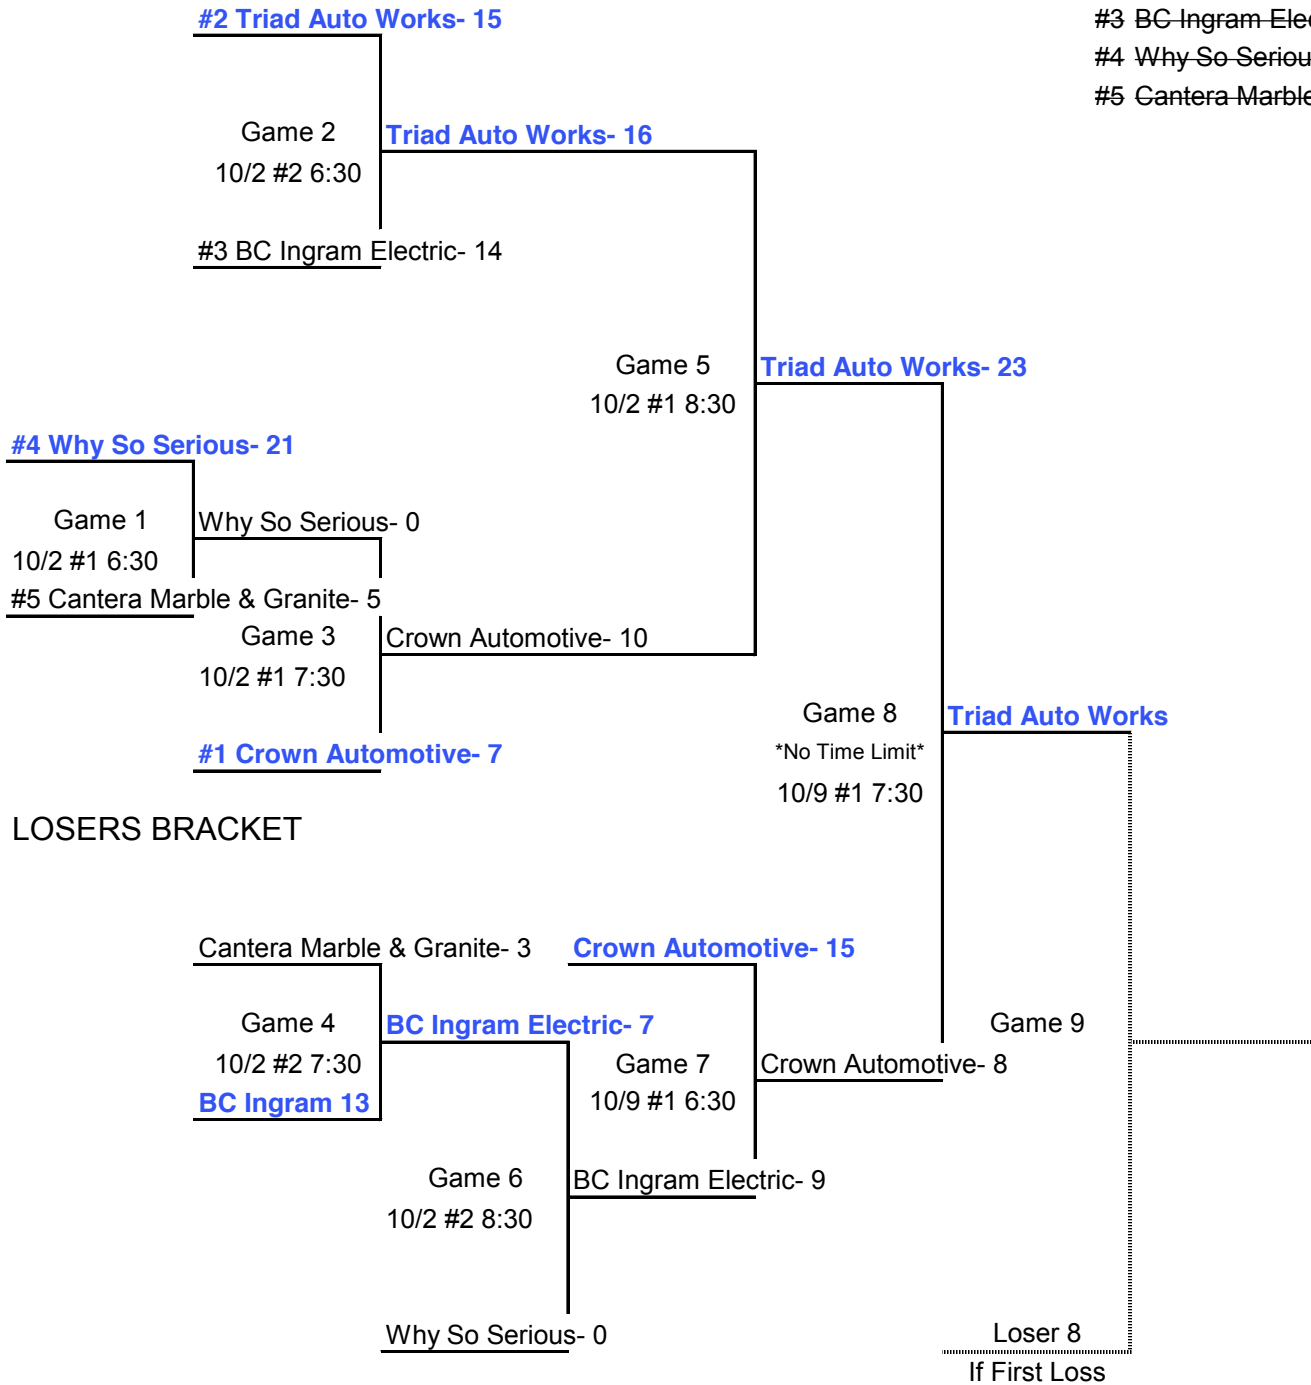 #2 Triad Auto Works- 15
#3 BC Ingram
#4 Why So
#5 Cantera
Game 2
Triad Auto Works- 16
10/2 #2 6:30
#3 BC Ingram Electric- 14
Game 5
Triad Auto Works- 23
10/2 #1 8:30
#4 Why So Serious- 21
Game 1
Why So Serious- 0
10/2 #1 6:30
#5 Cantera Marble & Granite- 5
Game 3
Crown Automotive- 10
10/2 #1 7:30
Game 8
Triad Auto Works
*No Time Limit*
#1 Crown Automotive- 7
10/9 #1 7:30
LOSERS BRACKET
Cantera Marble & Granite- 3
Crown Automotive- 15
Game 4
BC Ingram Electric- 7
Game 9
10/2 #2 7:30
Game 7
Crown Automotive- 8
BC Ingram 13
10/9 #1 6:30
Game 6
BC Ingram Electric- 9
10/2 #2 8:30
Why So Serious- 0
Loser 8
If First Loss